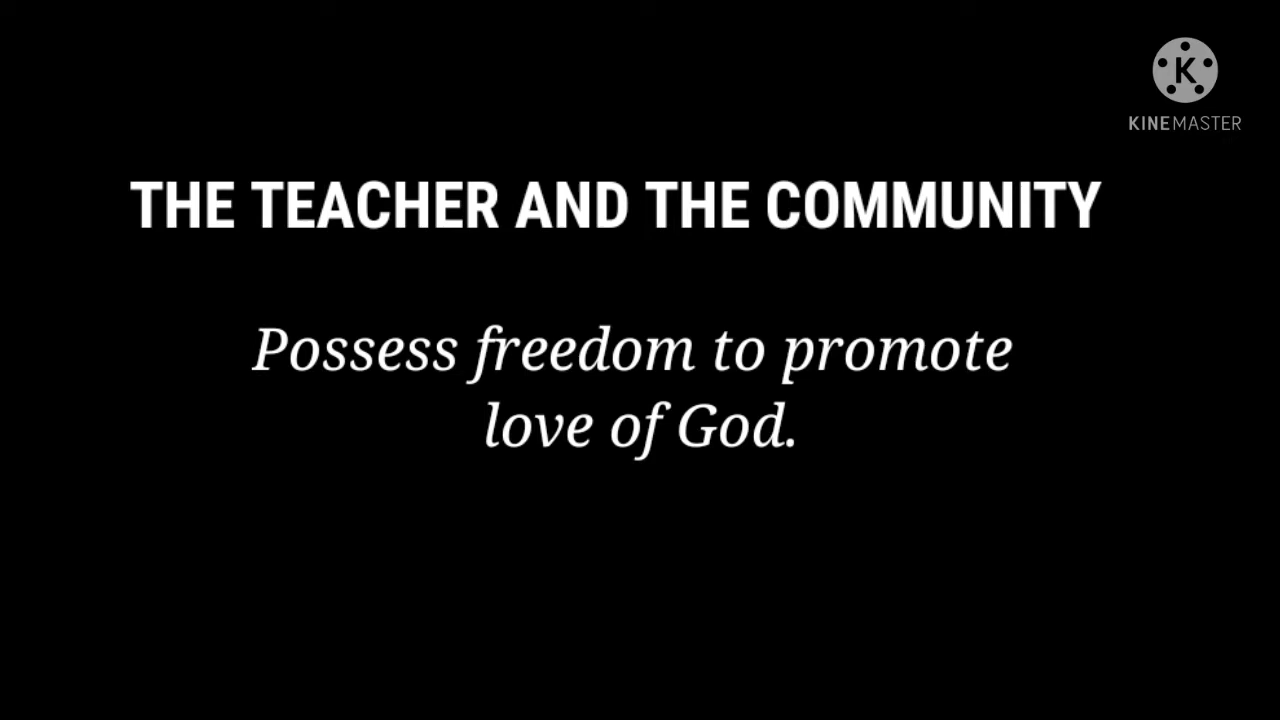 K
KINEMASTER
THE TEACHER AND THE COMMUNITY
Possess freedom to promote
love of God.